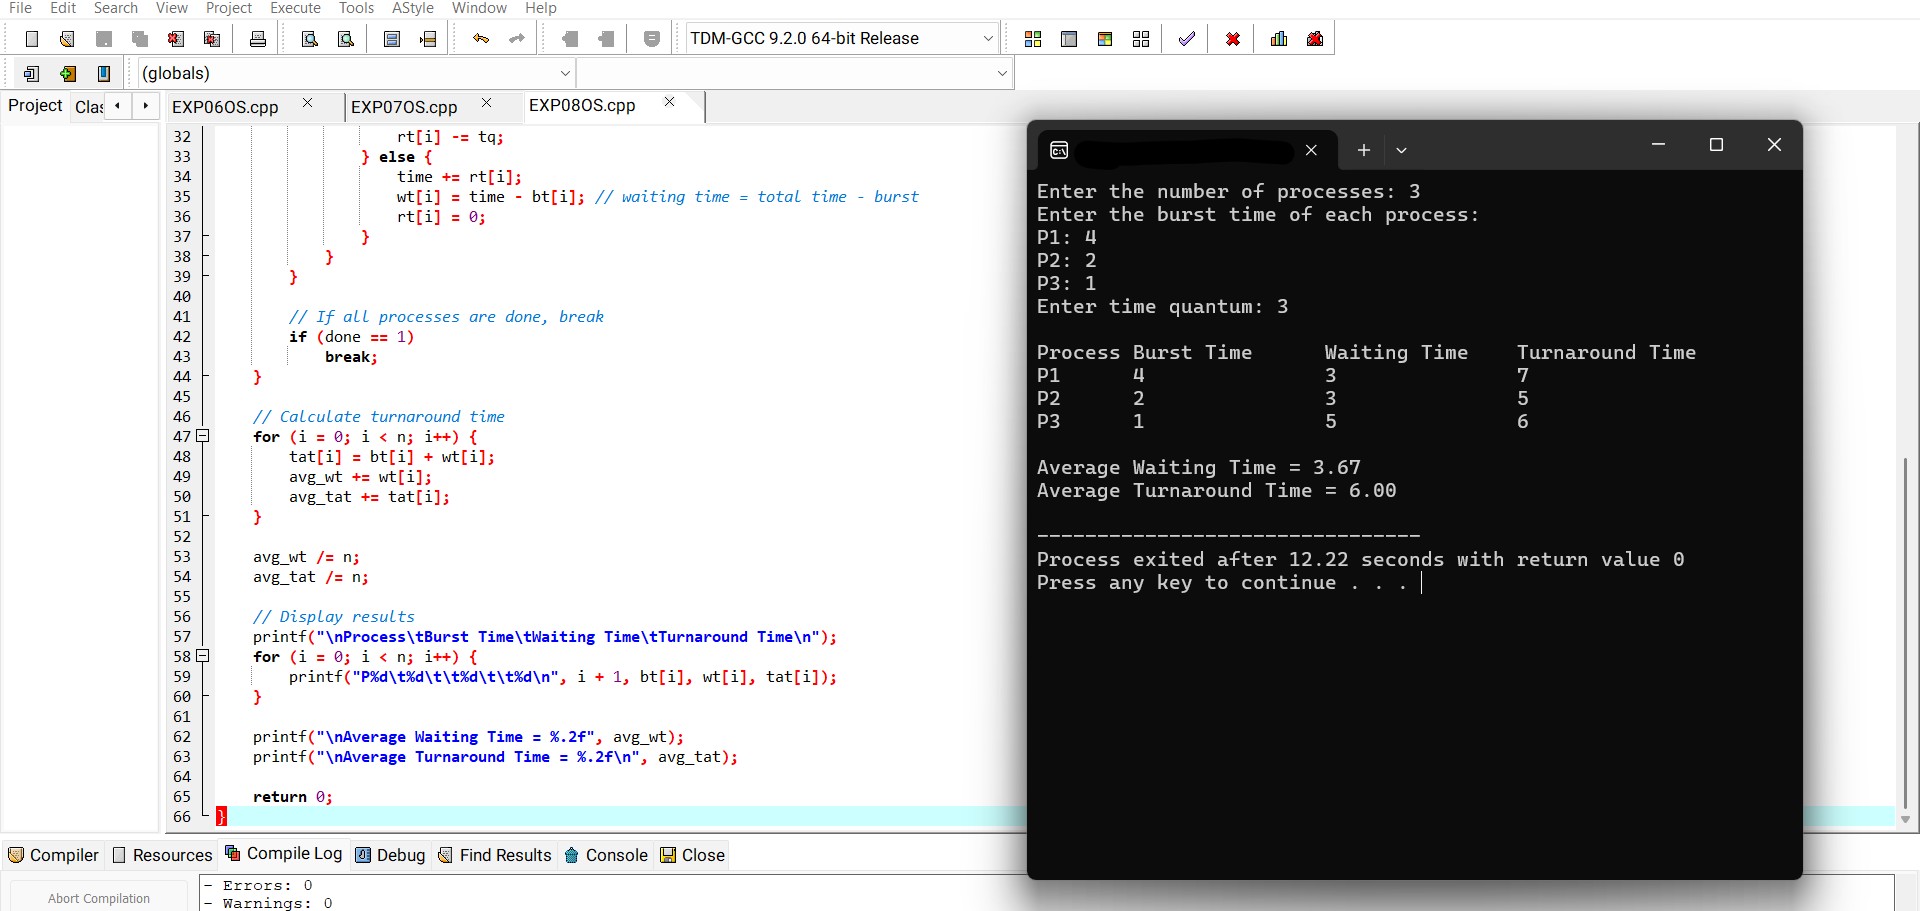 File Edit Search View Project Execute Tools AStyle Window Help
TDM-GCC 9.2.0 64-bit Release
(globals)
Project Clas
EXP06OS.cpp EXP07OS.cpp EXP08OS.cpp
32 rt[i] -= tq;
33 } else {
34 time += rt[i];
35 wt[i] = time - bt[i]; // waiting time = total time - burst
36 rt[i] = 0;
37 }
38 }
39 }
40
41 // If all processes are done, break
42 if (done == 1)
43 break;
44 }
45
46 // Calculate turnaround time
47 for (i = 0; i < n; i++) {
48 tat[i] = bt[i] + wt[i];
49 avg_wt += wt[i];
50 avg_tat += tat[i];
51 }
52
53 avg_wt /= n;
54 avg_tat /= n;
55
56 // Display results
57 printf("\nProcess\tBurst Time\tWaiting Time\tTurnaround Time\n");
58 for (i = 0; i < n; i++) {
59 printf("P%d\t%d\t\t%d\t\t%d\n", i + 1, bt[i], wt[i], tat[i]);
60 }
61
62 printf("\nAverage Waiting Time = %.2f", avg_wt);
63 printf("\nAverage Turnaround Time = %.2f\n", avg_tat);
64
65 return 0;
66 }
Enter the number of processes: 3
Enter the burst time of each process:
P1: 4
P2: 2
P3: 1
Enter time quantum: 3
Process Burst Time Waiting Time Turnaround Time
P1 4 3 7
P2 2 3 5
P3 1 5 6
Average Waiting Time = 3.67
Average Turnaround Time = 6.00
--------------------------------
Process exited after 12.22 seconds with return value 0
Press any key to continue . . .
Compiler Resources Compile Log Debug Find Results Console Close
Abort Compilation
- Errors: 0
- Warnings: 0